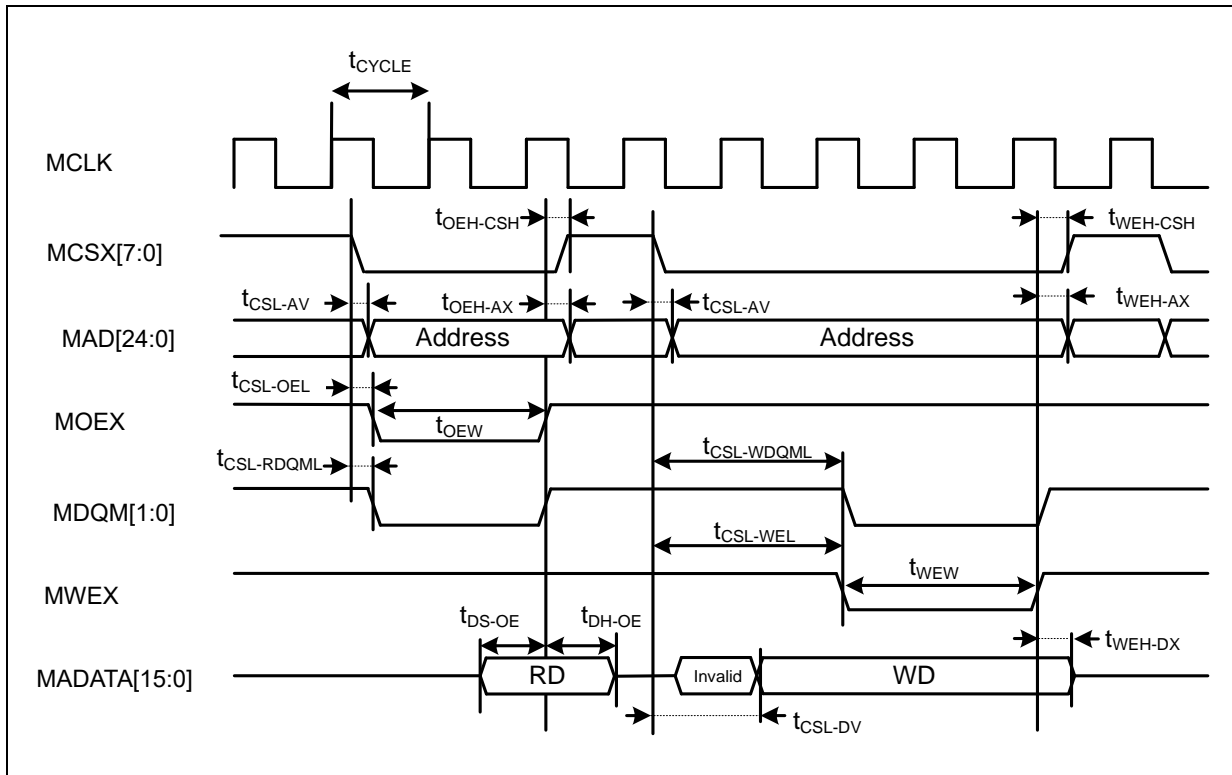 tCYCLE
MCLK
tOEH-CSH
tWEH-CSH
MCSX[7:0]
tCSL-AV
tOEH-AX
tCSL-AV
tWEH-AX
MAD[24:0]
Address
Address
tCSL-OEL
MOEX
tOEW
tCSL-WDQML
tCSL-RDQML
MDQM[1:0]
tCSL-WEL
tWEW
MWEX
tDS-OE
tDH-OE
tWEH-DX
MADATA[15:0]
RD
Invalid
WD
tCSL-DV